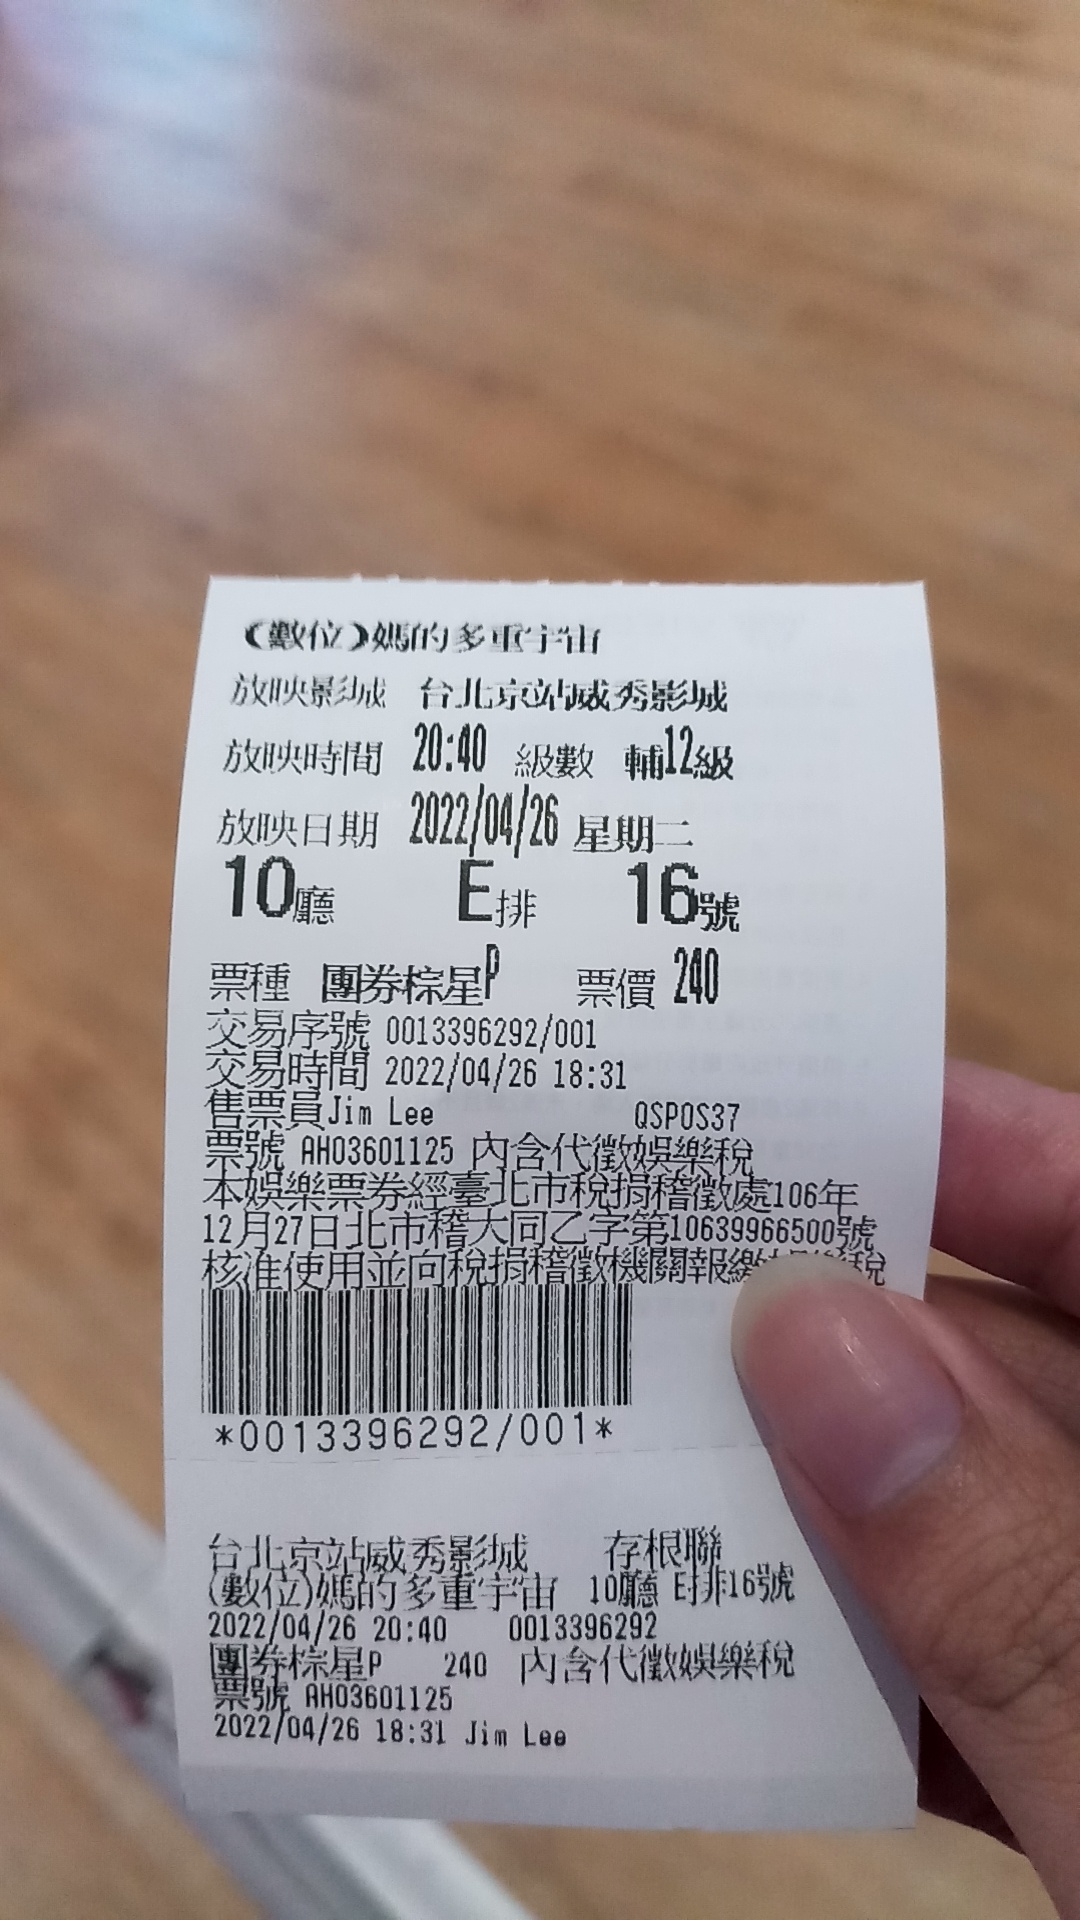 (數位)媽的多重宇宙
放映影城 台北京站威秀影城
放映時間 20:40 級數 輔12級
放映日期 2022/04/26 星期二
10廳 E排 16號
票種 團券棕星P 票價 240
交易序號 0013396292/001
交易時間 2022/04/26 18:31
售票員Jim Lee QSPOS37
票號 AH03601125 內含代徵娛樂稅
本娛樂票券經臺北市稅捐稽徵處106年
12月27日北市稽大同乙字第10639966500號
核准使用並向稅捐稽徵機關報繳娛樂稅
*0013396292/001*
台北京站威秀影城 存根聯
(數位)媽的多重宇宙 10廳 E排16號
2022/04/26 20:40 0013396292
團券棕星P 240 內含代徵娛樂稅
票號 AH03601125
2022/04/26 18:31 Jim Lee